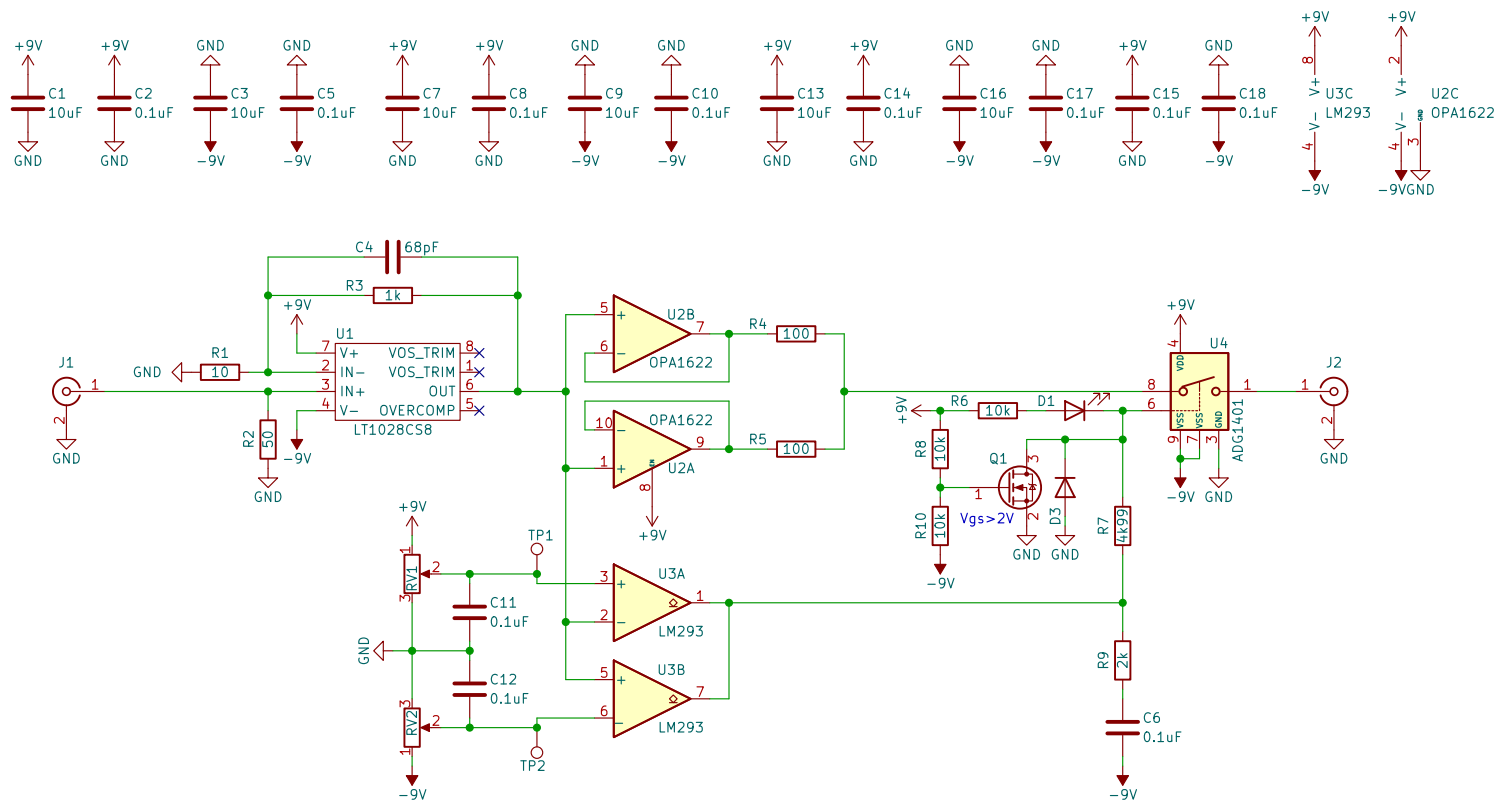 +9V
C1
10uF
GND
+9V
C2
0.1uF
GND
GND
C3
10uF
-9V
GND
C5
0.1uF
-9V
+9V
C7
10uF
GND
+9V
C8
0.1uF
GND
GND
C9
10uF
-9V
GND
C10
0.1uF
-9V
+9V
C13
10uF
GND
+9V
C14
0.1uF
GND
GND
C16
10uF
-9V
GND
C17
0.1uF
-9V
+9V
C15
0.1uF
GND
GND
C18
0.1uF
-9V
+9V
8
V+
U3C
LM293
V-
4
-9V
+9V
2
V+
U2C
OPA1622
V-
GND
4
3
-9V
GND
C4 68pF
R3
1k
+9V
U1
7 V+ VOS_TRIM 8
2 IN- VOS_TRIM 1
3 IN+ OUT 6
4 V- OVERCOMP 5
LT1028CS8
-9V
GND
R1
10
J1
1
2
GND
R2
50
GND
5
+
6
-
7
U2B
OPA1622
R4
100
OPA1622
10
-
1
+
9
EN
8
U2A
+9V
R5
100
+9V
R6
10k
D1
R8
10k
R10
10k
-9V
Q1
1
3
2
Vgs>2V
GND
D3
GND
R7
4k99
+9V
4
U4
VDD
8
6
1
VSS
VSS
GND
9
7
3
ADG1401
-9V
GND
J2
1
2
GND
+9V
1
RV1
2
3
TP1
C11
0.1uF
GND
C12
0.1uF
3
RV2
2
1
-9V
TP2
3
+
2
-
1
U3A
LM293
5
+
6
-
7
U3B
LM293
R9
2k
C6
0.1uF
-9V